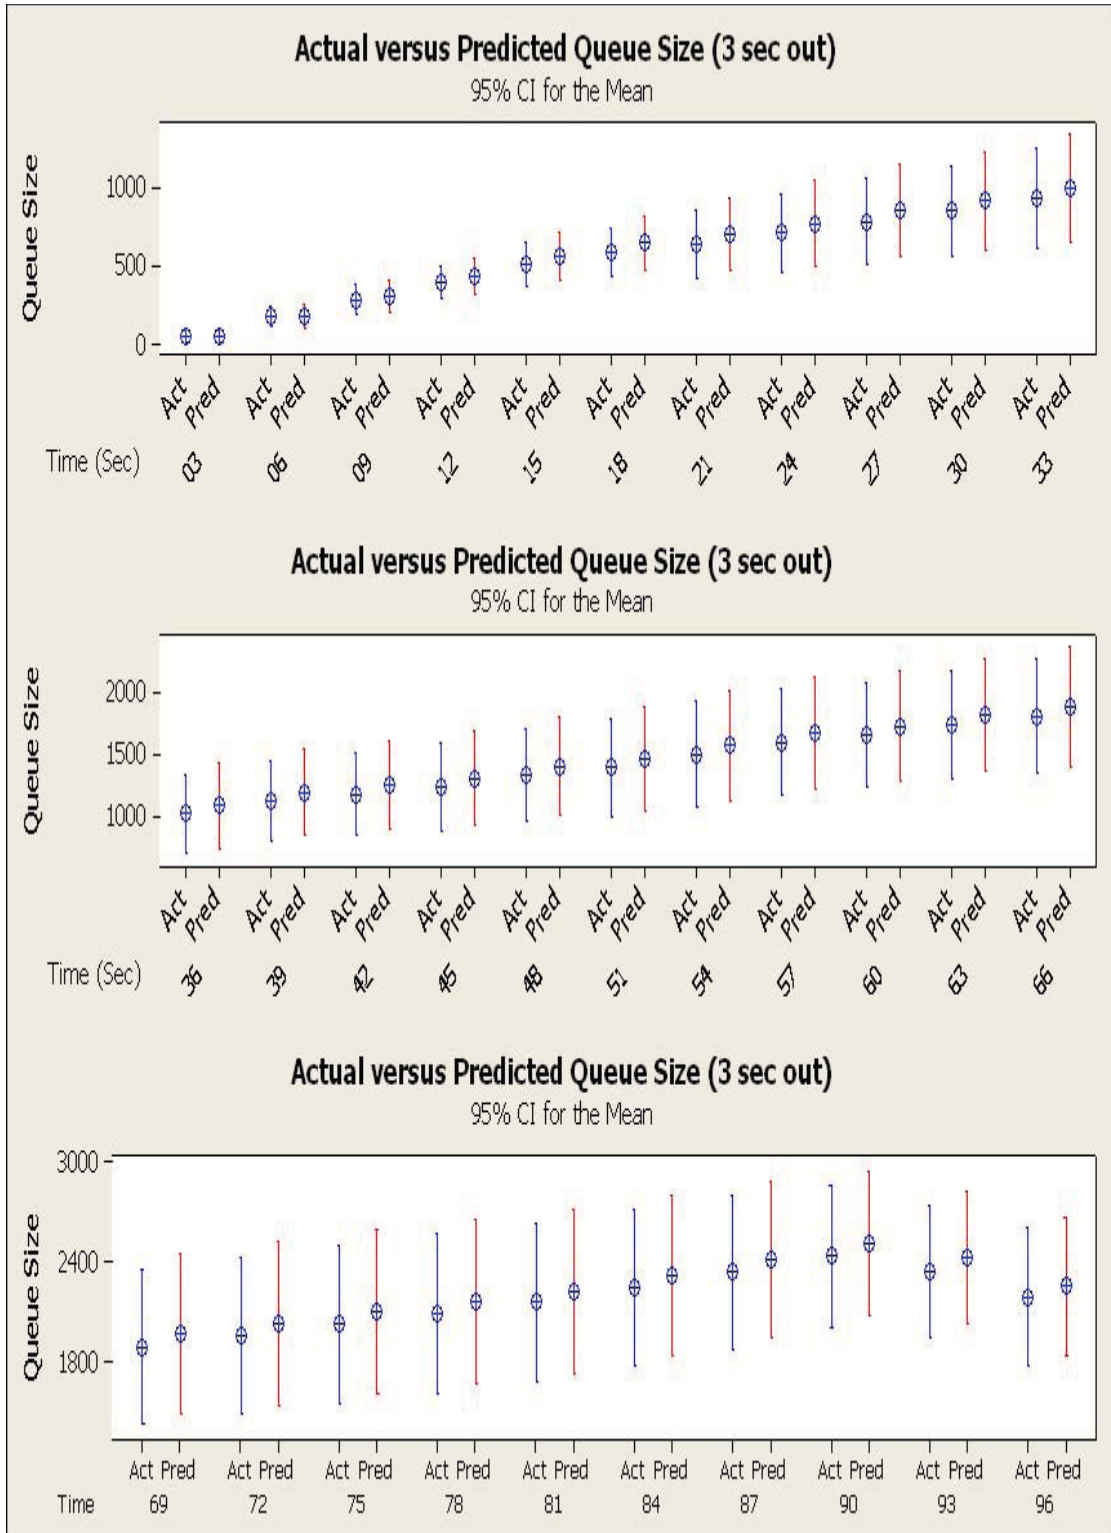 Actual versus Predicted Queue Size (3 sec out)
95% CI for the Mean
Queue Size
1000
500
0
Act Pred Act Pred Act Pred Act Pred Act Pred Act Pred Act Pred Act Pred Act Pred Act Pred Act Pred
Time (Sec) 03 06 09 12 15 18 21 24 27 30 33
Actual versus Predicted Queue Size (3 sec out)
95% CI for the Mean
Queue Size
2000
1500
1000
Act Pred Act Pred Act Pred Act Pred Act Pred Act Pred Act Pred Act Pred Act Pred Act Pred Act Pred
Time (Sec) 36 39 42 45 48 51 54 57 60 63 66
Actual versus Predicted Queue Size (3 sec out)
95% CI for the Mean
Queue Size
3000
2400
1800
Act Pred Act Pred Act Pred Act Pred Act Pred Act Pred Act Pred Act Pred Act Pred Act Pred
Time 69 72 75 78 81 84 87 90 93 96